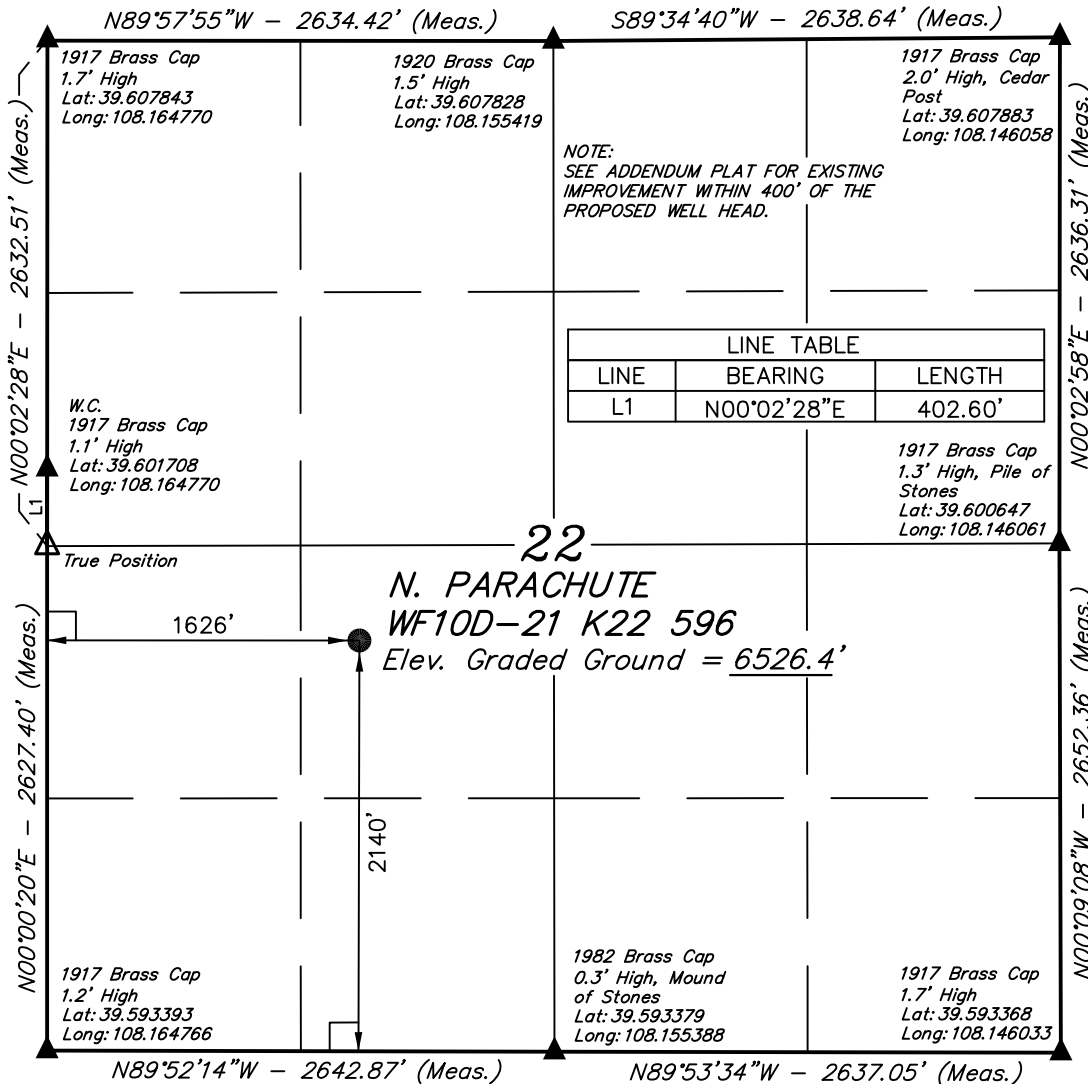 N89°57'55"W - 2634.42' (Meas.)
S89°34'40"W - 2638.64' (Meas.)
1917 Brass Cap
1.7' High
Lat: 39.607843
Long: 108.164770
1920 Brass Cap
1.5' High
Lat: 39.607828
Long: 108.155419
1917 Brass Cap
2.0' High, Cedar
Post
Lat: 39.607883
Long: 108.146058
NOTE:
SEE ADDENDUM PLAT FOR EXISTING
IMPROVEMENT WITHIN 400' OF THE
PROPOSED WELL HEAD.
N00°02'28"E - 2632.51' (Meas.)
N00°02'58"E - 2636.31' (Meas.)
LINE TABLE
LINE BEARING LENGTH
L1 N00°02'28"E 402.60'
W.C.
1917 Brass Cap
1.1' High
Lat: 39.601708
Long: 108.164770
1917 Brass Cap
1.3' High, Pile of
Stones
Lat: 39.600647
Long: 108.146061
L1
True Position
22
N. PARACHUTE
WF10D-21 K22 596
Elev. Graded Ground = 6526.4'
1626'
2140'
N00°00'20"E - 2627.40' (Meas.)
N00°09'08"W - 2652.36' (Meas.)
1917 Brass Cap
1.2' High
Lat: 39.593393
Long: 108.164766
1982 Brass Cap
0.3' High, Mound
of Stones
Lat: 39.593379
Long: 108.155388
1917 Brass Cap
1.7' High
Lat: 39.593368
Long: 108.146033
N89°52'14"W - 2642.87' (Meas.)
N89°53'34"W - 2637.05' (Meas.)